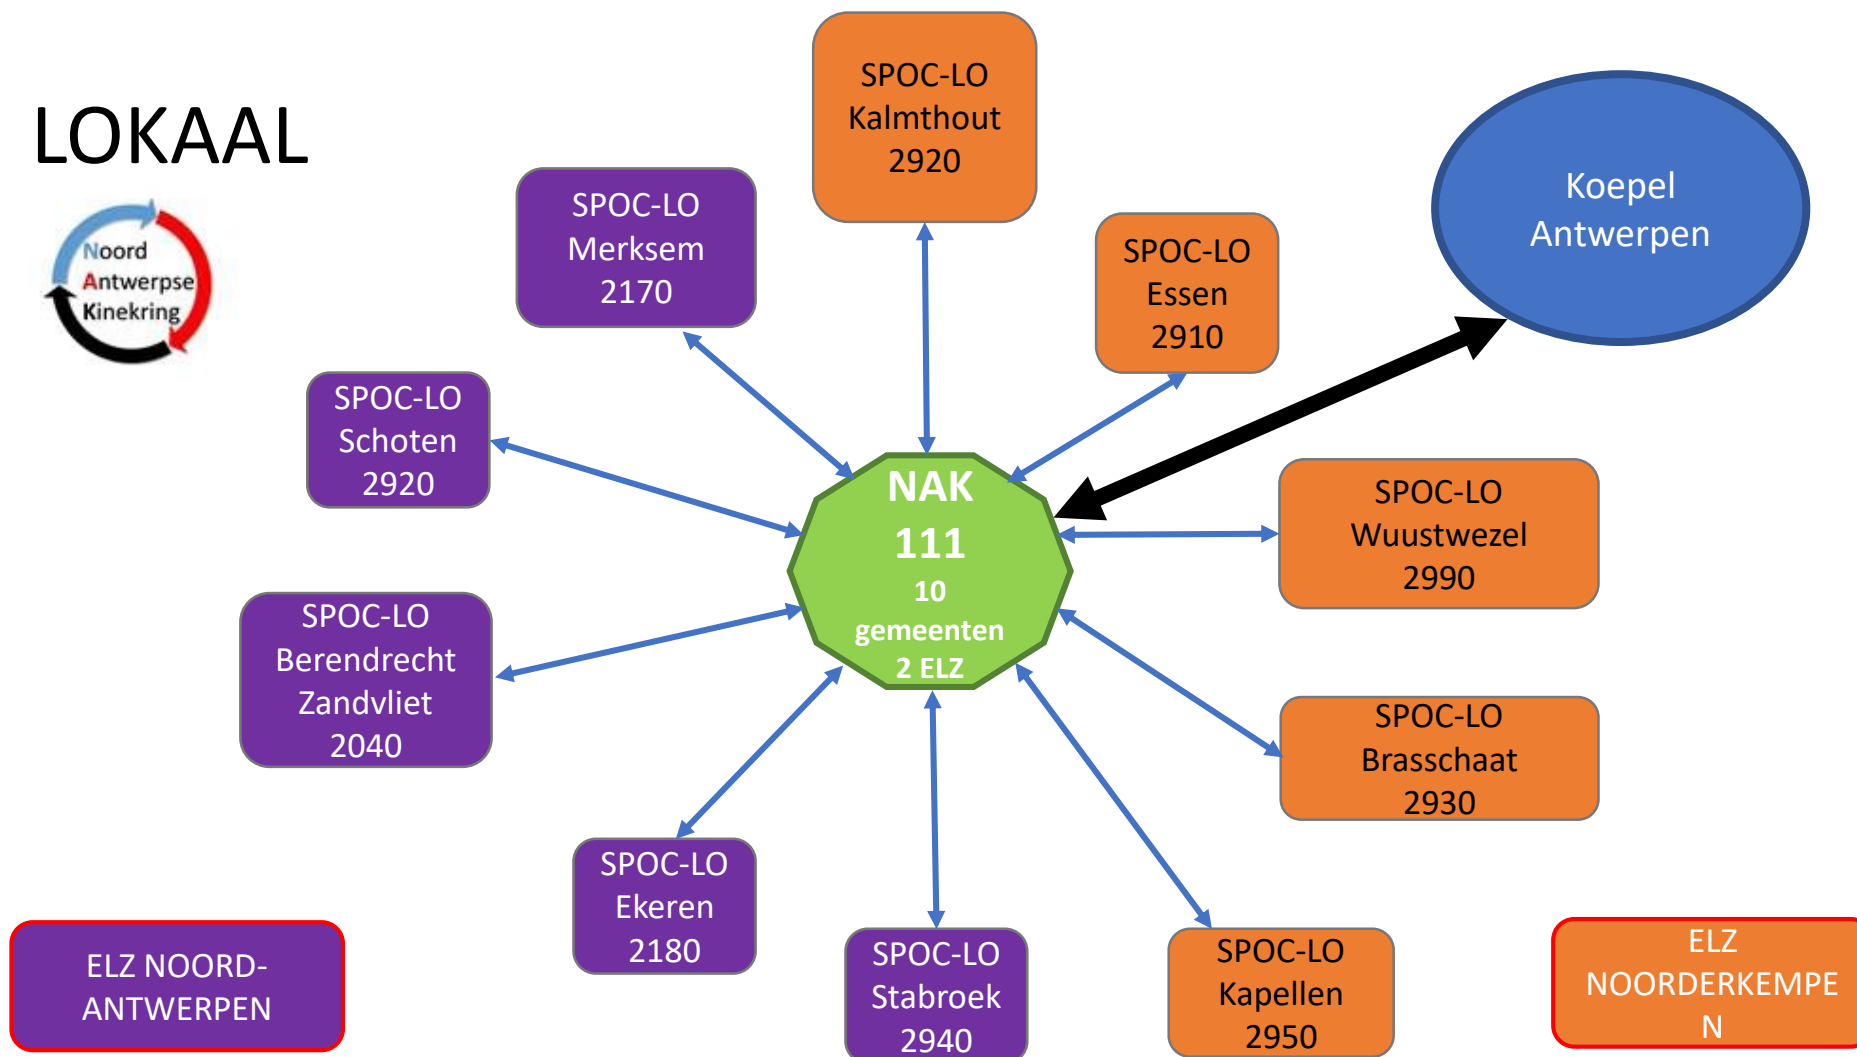 LOKAAL
Noord
Antwerpse
Kinekring
SPOC-LO
Kalmthout
2920
SPOC-LO
Merksem
2170
SPOC-LO
Essen
2910
Koepel
Antwerpen
SPOC-LO
Schoten
2920
NAK
111
10
gemeenten
2 ELZ
SPOC-LO
Wuustwezel
2990
SPOC-LO
Berendrecht
Zandvliet
2040
SPOC-LO
Brasschaat
2930
SPOC-LO
Ekeren
2180
SPOC-LO
Stabroek
2940
SPOC-LO
Kapellen
2950
ELZ NOORD-
ANTWERPEN
ELZ
NOORDERKEMPE
N